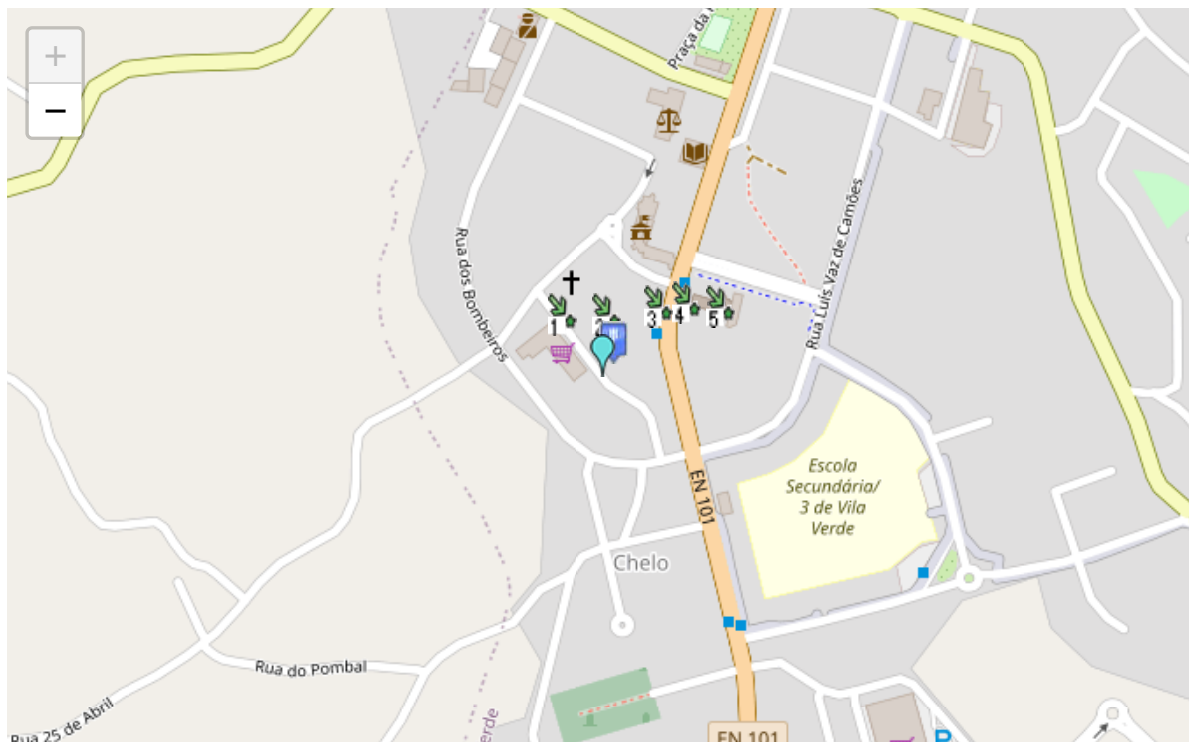 +
−
Praça da
Rua dos Bombeiros
Rua Luís Vaz de Camões
1
2
3
4
5
Escola
Secundária/
3 de Vila
Verde
EN 101
Chelo
Rua do Pombal
Rua 25 de Abril
erde
EN 101
P